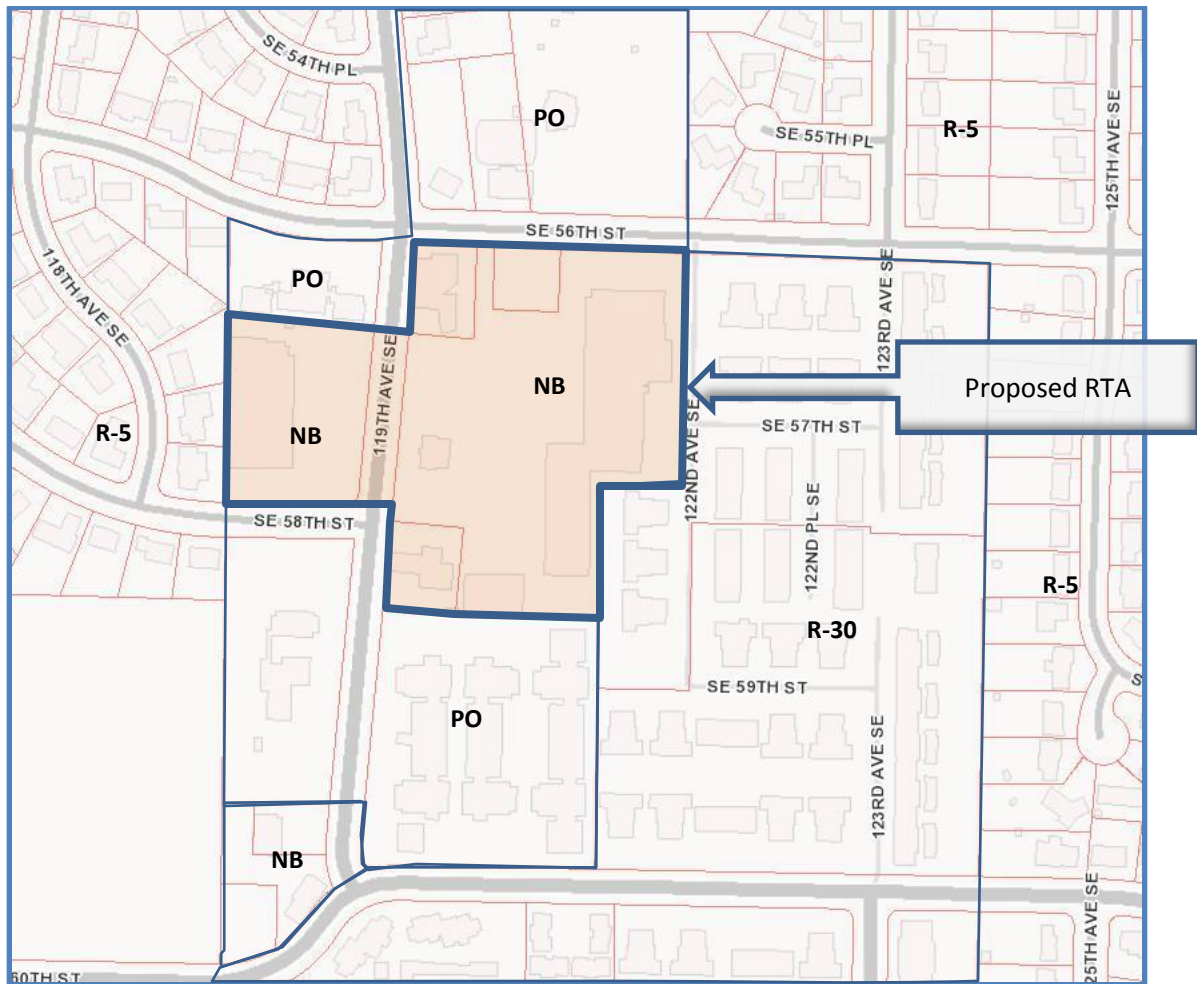 SE 54TH PL
PO
SE 55TH PL
R-5
125TH AVE SE
SE 56TH ST
118TH AVE SE
PO
123RD AVE SE
119TH AVE SE
NB
Proposed RTA
R-5
NB
SE 57TH ST
122ND AVE SE
SE 58TH ST
122ND PL SE
R-5
R-30
SE 59TH ST
S
PO
123RD AVE SE
NB
25TH AVE SE
60TH ST